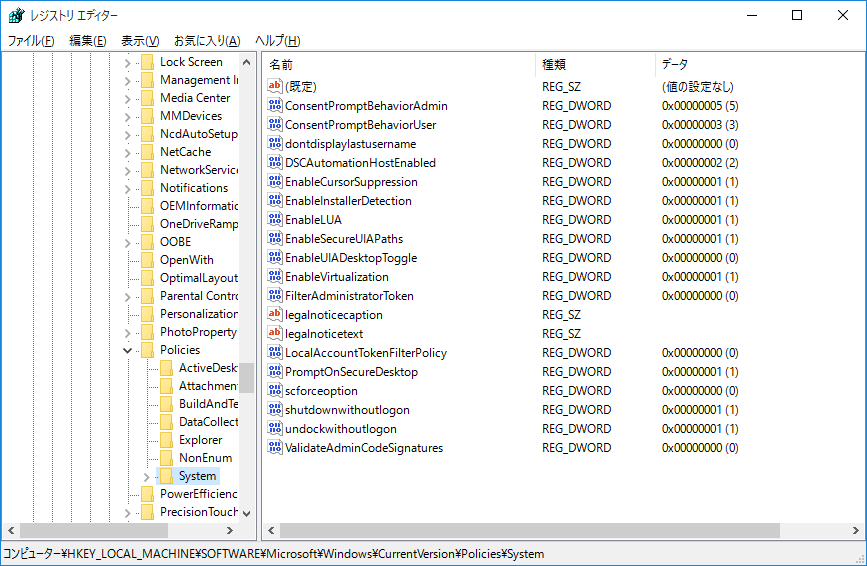 レジストリ エディター
ファイル(F) 編集(E) 表示(V) お気に入り(A) ヘルプ(H)
Lock Screen
Management I
Media Center
MMDevices
NcdAutoSetup
NetCache
NetworkService
Notifications
OEMInformatic
OneDriveRamp
OOBE
OpenWith
OptimalLayout
Parental Contro
Personalization
PhotoProperty
Policies
ActiveDesk
Attachment
BuildAndTe
DataCollect
Explorer
NonEnum
System
PowerEfficienc
PrecisionTouch
名前 種類 データ
ab (既定) REG_SZ (値の設定なし)
ConsentPromptBehaviorAdmin REG_DWORD 0x00000005 (5)
ConsentPromptBehaviorUser REG_DWORD 0x00000003 (3)
dontdisplaylastusername REG_DWORD 0x00000000 (0)
DSCAutomationHostEnabled REG_DWORD 0x00000002 (2)
EnableCursorSuppression REG_DWORD 0x00000001 (1)
EnableInstallerDetection REG_DWORD 0x00000001 (1)
EnableLUA REG_DWORD 0x00000001 (1)
EnableSecureUIAPaths REG_DWORD 0x00000001 (1)
EnableUIADesktopToggle REG_DWORD 0x00000000 (0)
EnableVirtualization REG_DWORD 0x00000001 (1)
FilterAdministratorToken REG_DWORD 0x00000000 (0)
ab legalnoticecaption REG_SZ
ab legalnoticetext REG_SZ
LocalAccountTokenFilterPolicy REG_DWORD 0x00000000 (0)
PromptOnSecureDesktop REG_DWORD 0x00000001 (1)
scforceoption REG_DWORD 0x00000000 (0)
shutdownwithoutlogon REG_DWORD 0x00000001 (1)
undockwithoutlogon REG_DWORD 0x00000001 (1)
ValidateAdminCodeSignatures REG_DWORD 0x00000000 (0)
コンピューター¥HKEY_LOCAL_MACHINE¥SOFTWARE¥Microsoft¥Windows¥CurrentVersion¥Policies¥System